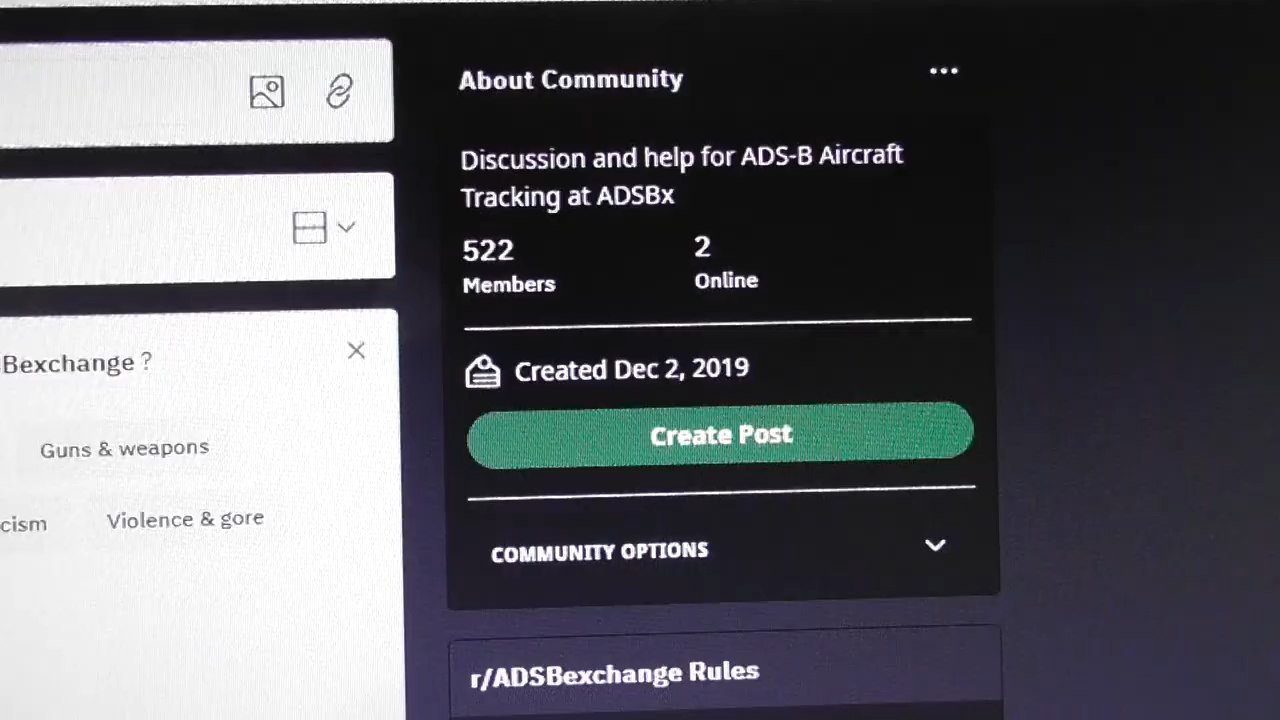 About Community
Discussion and help for ADS-B Aircraft
Tracking at ADSBx
522
2
Members
Online
Created Dec 2, 2019
Create Post
COMMUNITY OPTIONS
r/ADSBexchange Rules
Bexchange ?
Guns & weapons
cism
Violence & gore